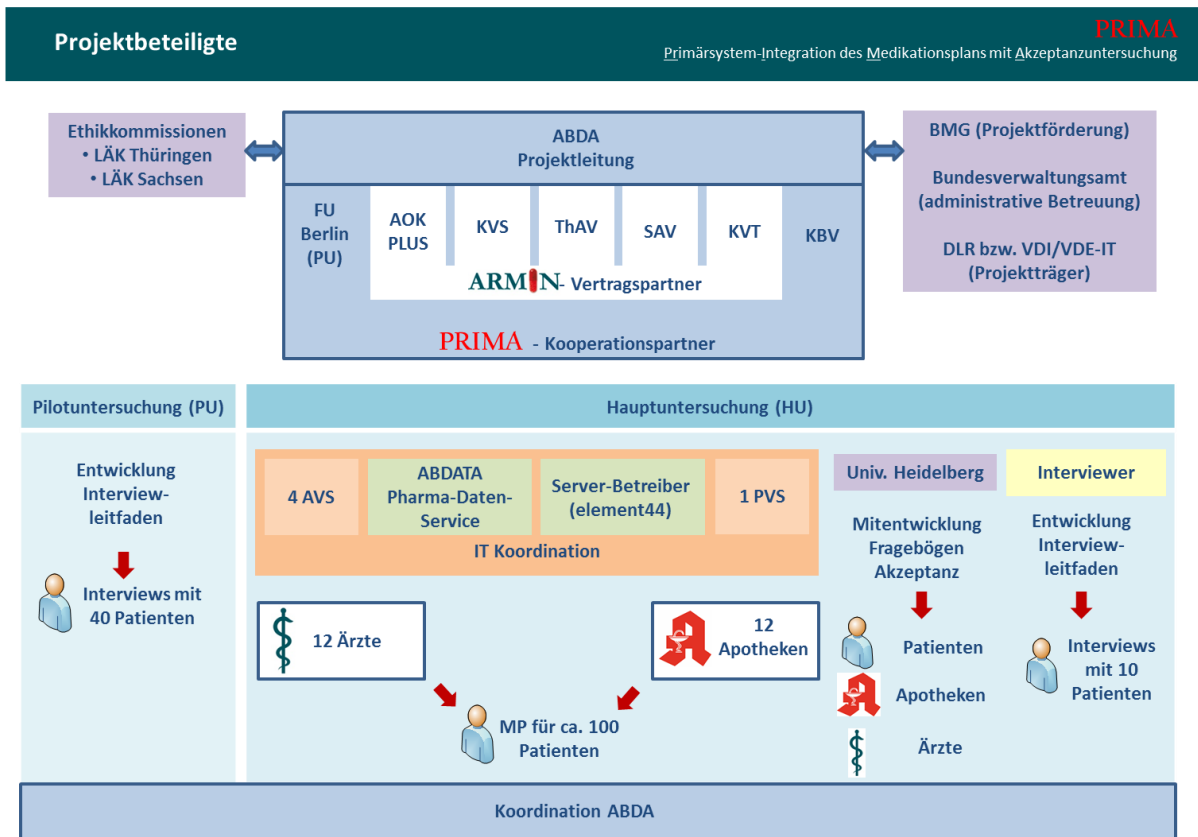 Projektbeteiligte
PRIMA
Primärsystem-Integration des Medikationsplans mit Akzeptanzuntersuchung
Ethikkommissionen
• LÄK Thüringen
• LÄK Sachsen
ABDA
Projektleitung
FU
Berlin
(PU)
AOK
PLUS
KVS
ThAV
SAV
KVT
KBV
ARMIN - Vertragspartner
PRIMA - Kooperationspartner
BMG (Projektförderung)
Bundesverwaltungsamt
(administrative Betreuung)
DLR bzw. VDI/VDE-IT
(Projektträger)
Pilotuntersuchung (PU)
Entwicklung
Interview-
leitfaden
Interviews mit
40 Patienten
Hauptuntersuchung (HU)
4 AVS
ABDATA
Pharma-Daten-
Service
Server-Betreiber
(element44)
1 PVS
IT Koordination
12 Ärzte
12
Apotheken
MP für ca. 100
Patienten
Univ. Heidelberg
Mitentwicklung
Fragebögen
Akzeptanz
Patienten
Apotheken
Ärzte
Interviewer
Entwicklung
Interview-
leitfaden
Interviews
mit 10
Patienten
Koordination ABDA